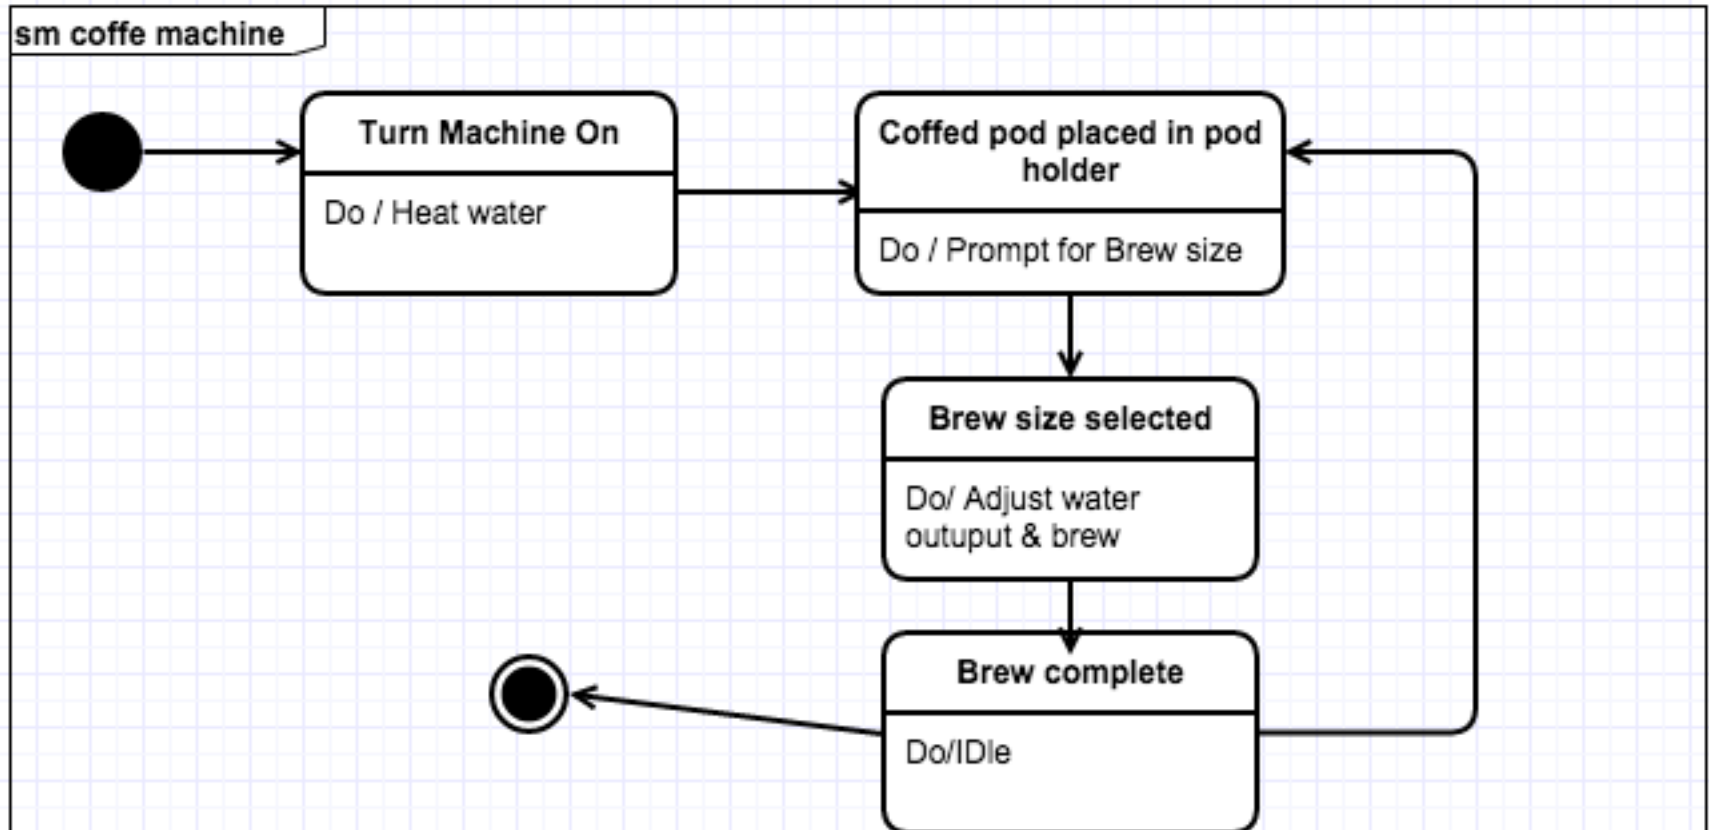 sm coffe machine
Turn Machine On
Do / Heat water
Coffed pod placed in pod
holder
Do / Prompt for Brew size
Brew size selected
Do/ Adjust water
outuput & brew
Brew complete
Do/IDle